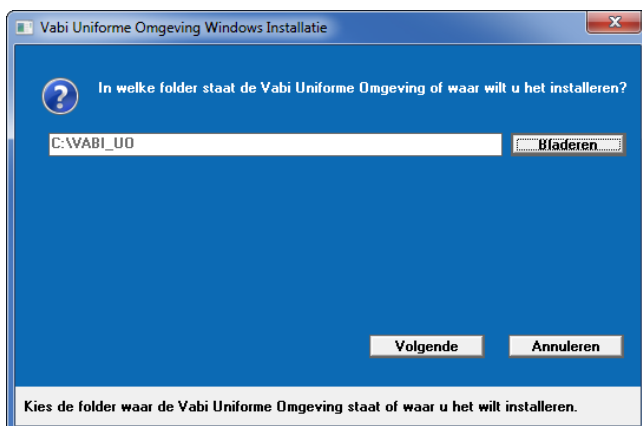 Vabi Uniforme Omgeving Windows Installatie
In welke folder staat de Vabi Uniforme Omgeving of waar wilt u het installeren?
C:\VABI_UO
Bladeren
Volgende
Annuleren
Kies de folder waar de Vabi Uniforme Omgeving staat of waar u het wilt installeren.